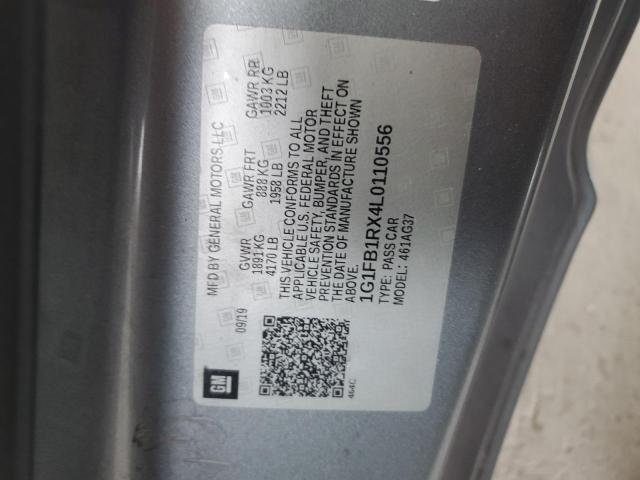 GM
MFD BY GENERAL MOTORS LLC
09/19
GVWR GAWR FRT GAWR RR
1891 KG 888 KG 1003 KG
4170 LB 1958 LB 2212 LB
THIS VEHICLE CONFORMS TO ALL
APPLICABLE U.S. FEDERAL MOTOR
VEHICLE SAFETY, BUMPER, AND THEFT
PREVENTION STANDARDS IN EFFECT ON
THE DATE OF MANUFACTURE SHOWN
ABOVE.
1G1FB1RX4L0110556
TYPE: PASS CAR
MODEL: 461AG37
464C